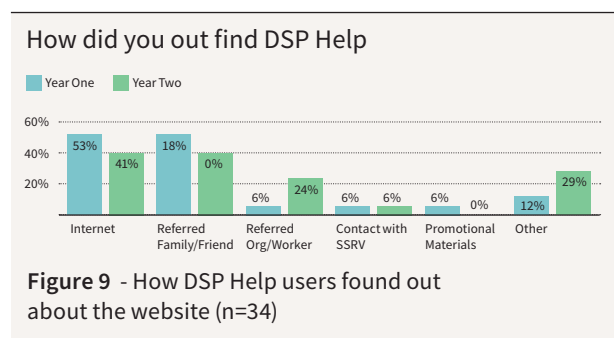 How did you out find DSP Help
Year One Year Two
60%
40%
20%
53% 41% 18% 0% 6% 24% 6% 6% 6% 0% 12% 29%
Internet Referred Referred Contact with Promotional Other
Family/Friend Org/Worker SSRV Materials
Figure 9 - How DSP Help users found out
about the website (n=34)